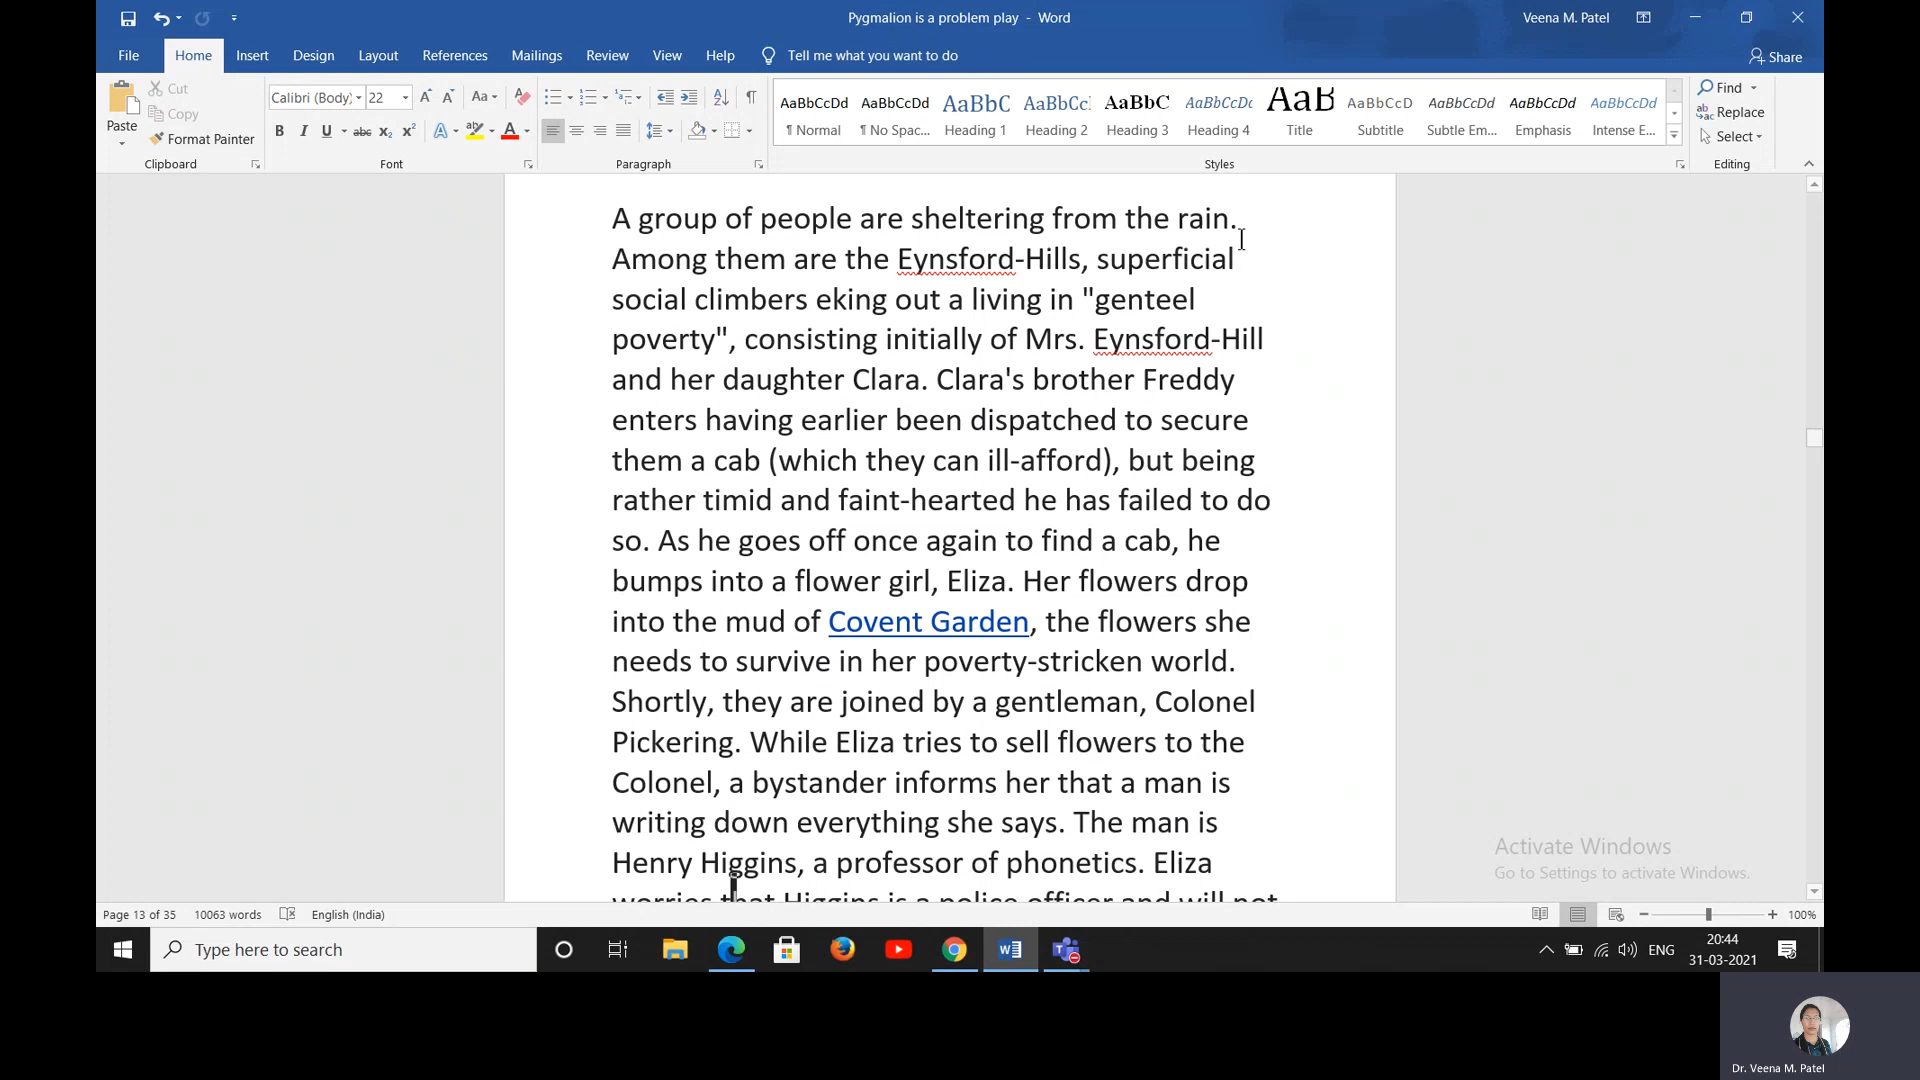 Pygmalion is a problem play - Word
Veena M. Patel
File Home Insert Design Layout References Mailings Review View Help Tell me what you want to do
Share
Paste
Cut
Copy
Format Painter
Clipboard
Calibri (Body) 22
Font
Paragraph
AaBbCcDd AaBbCcDd AaBbC AaBbCc AaBbC AaBbCcDc AaB AaBbCcD AaBbCcDd AaBbCcDd AaBbCcDd
¶ Normal ¶ No Spac... Heading 1 Heading 2 Heading 3 Heading 4 Title Subtitle Subtle Em... Emphasis Intense E...
Styles
Find
Replace
Select
Editing
A group of people are sheltering from the rain.
Among them are the Eynsford-Hills, superficial
social climbers eking out a living in "genteel
poverty", consisting initially of Mrs. Eynsford-Hill
and her daughter Clara. Clara's brother Freddy
enters having earlier been dispatched to secure
them a cab (which they can ill-afford), but being
rather timid and faint-hearted he has failed to do
so. As he goes off once again to find a cab, he
bumps into a flower girl, Eliza. Her flowers drop
into the mud of Covent Garden, the flowers she
needs to survive in her poverty-stricken world.
Shortly, they are joined by a gentleman, Colonel
Pickering. While Eliza tries to sell flowers to the
Colonel, a bystander informs her that a man is
writing down everything she says. The man is
Henry Higgins, a professor of phonetics. Eliza
worries that Higgins is a police officer and will not
Activate Windows
Go to Settings to activate Windows.
Page 13 of 35 10063 words English (India) 100%
Type here to search
ENG
20:44
31-03-2021
Dr. Veena M. Patel